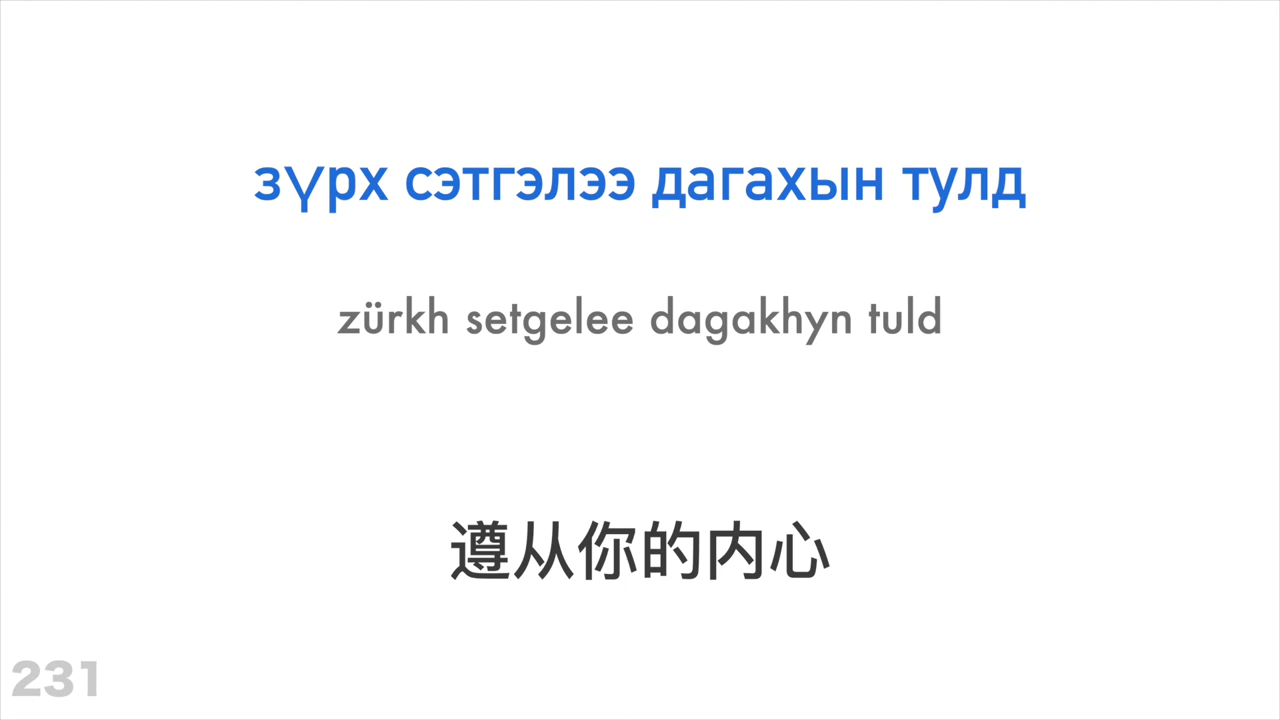 зүрх сэтгэлээ дагахын тулд
zürkh setgelee dagakhyn tuld
遵从你的内心
231